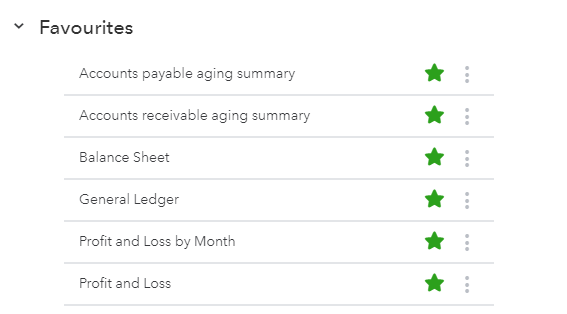 Favourites
Accounts payable aging summary
Accounts receivable aging summary
Balance Sheet
General Ledger
Profit and Loss by Month
Profit and Loss